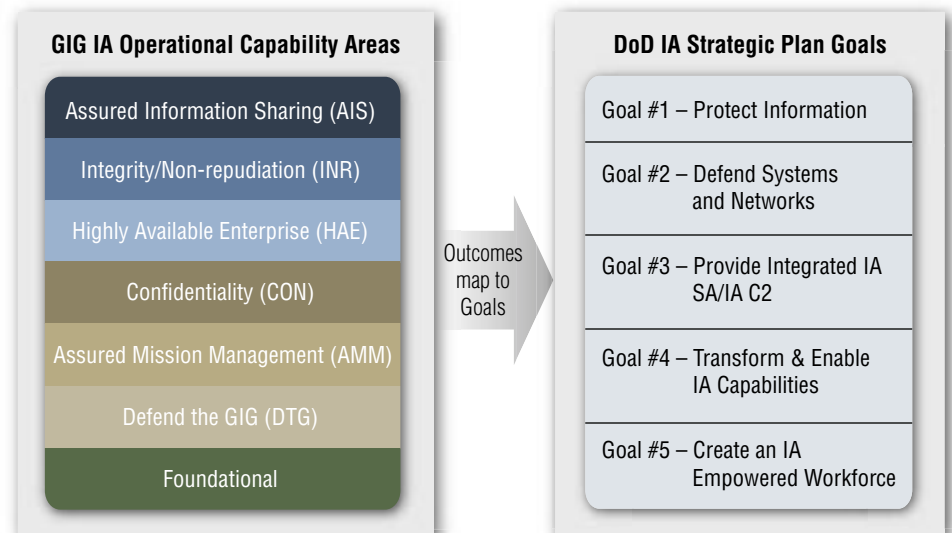 GIG IA Operational Capability Areas
Assured Information Sharing (AIS)
Integrity/Non-repudiation (INR)
Highly Available Enterprise (HAE)
Confidentiality (CON)
Assured Mission Management (AMM)
Defend the GIG (DTG)
Foundational
Outcomes
map to
Goals
DoD IA Strategic Plan Goals
Goal #1 – Protect Information
Goal #2 – Defend Systems
and Networks
Goal #3 – Provide Integrated IA
SA/IA C2
Goal #4 – Transform & Enable
IA Capabilities
Goal #5 – Create an IA
Empowered Workforce